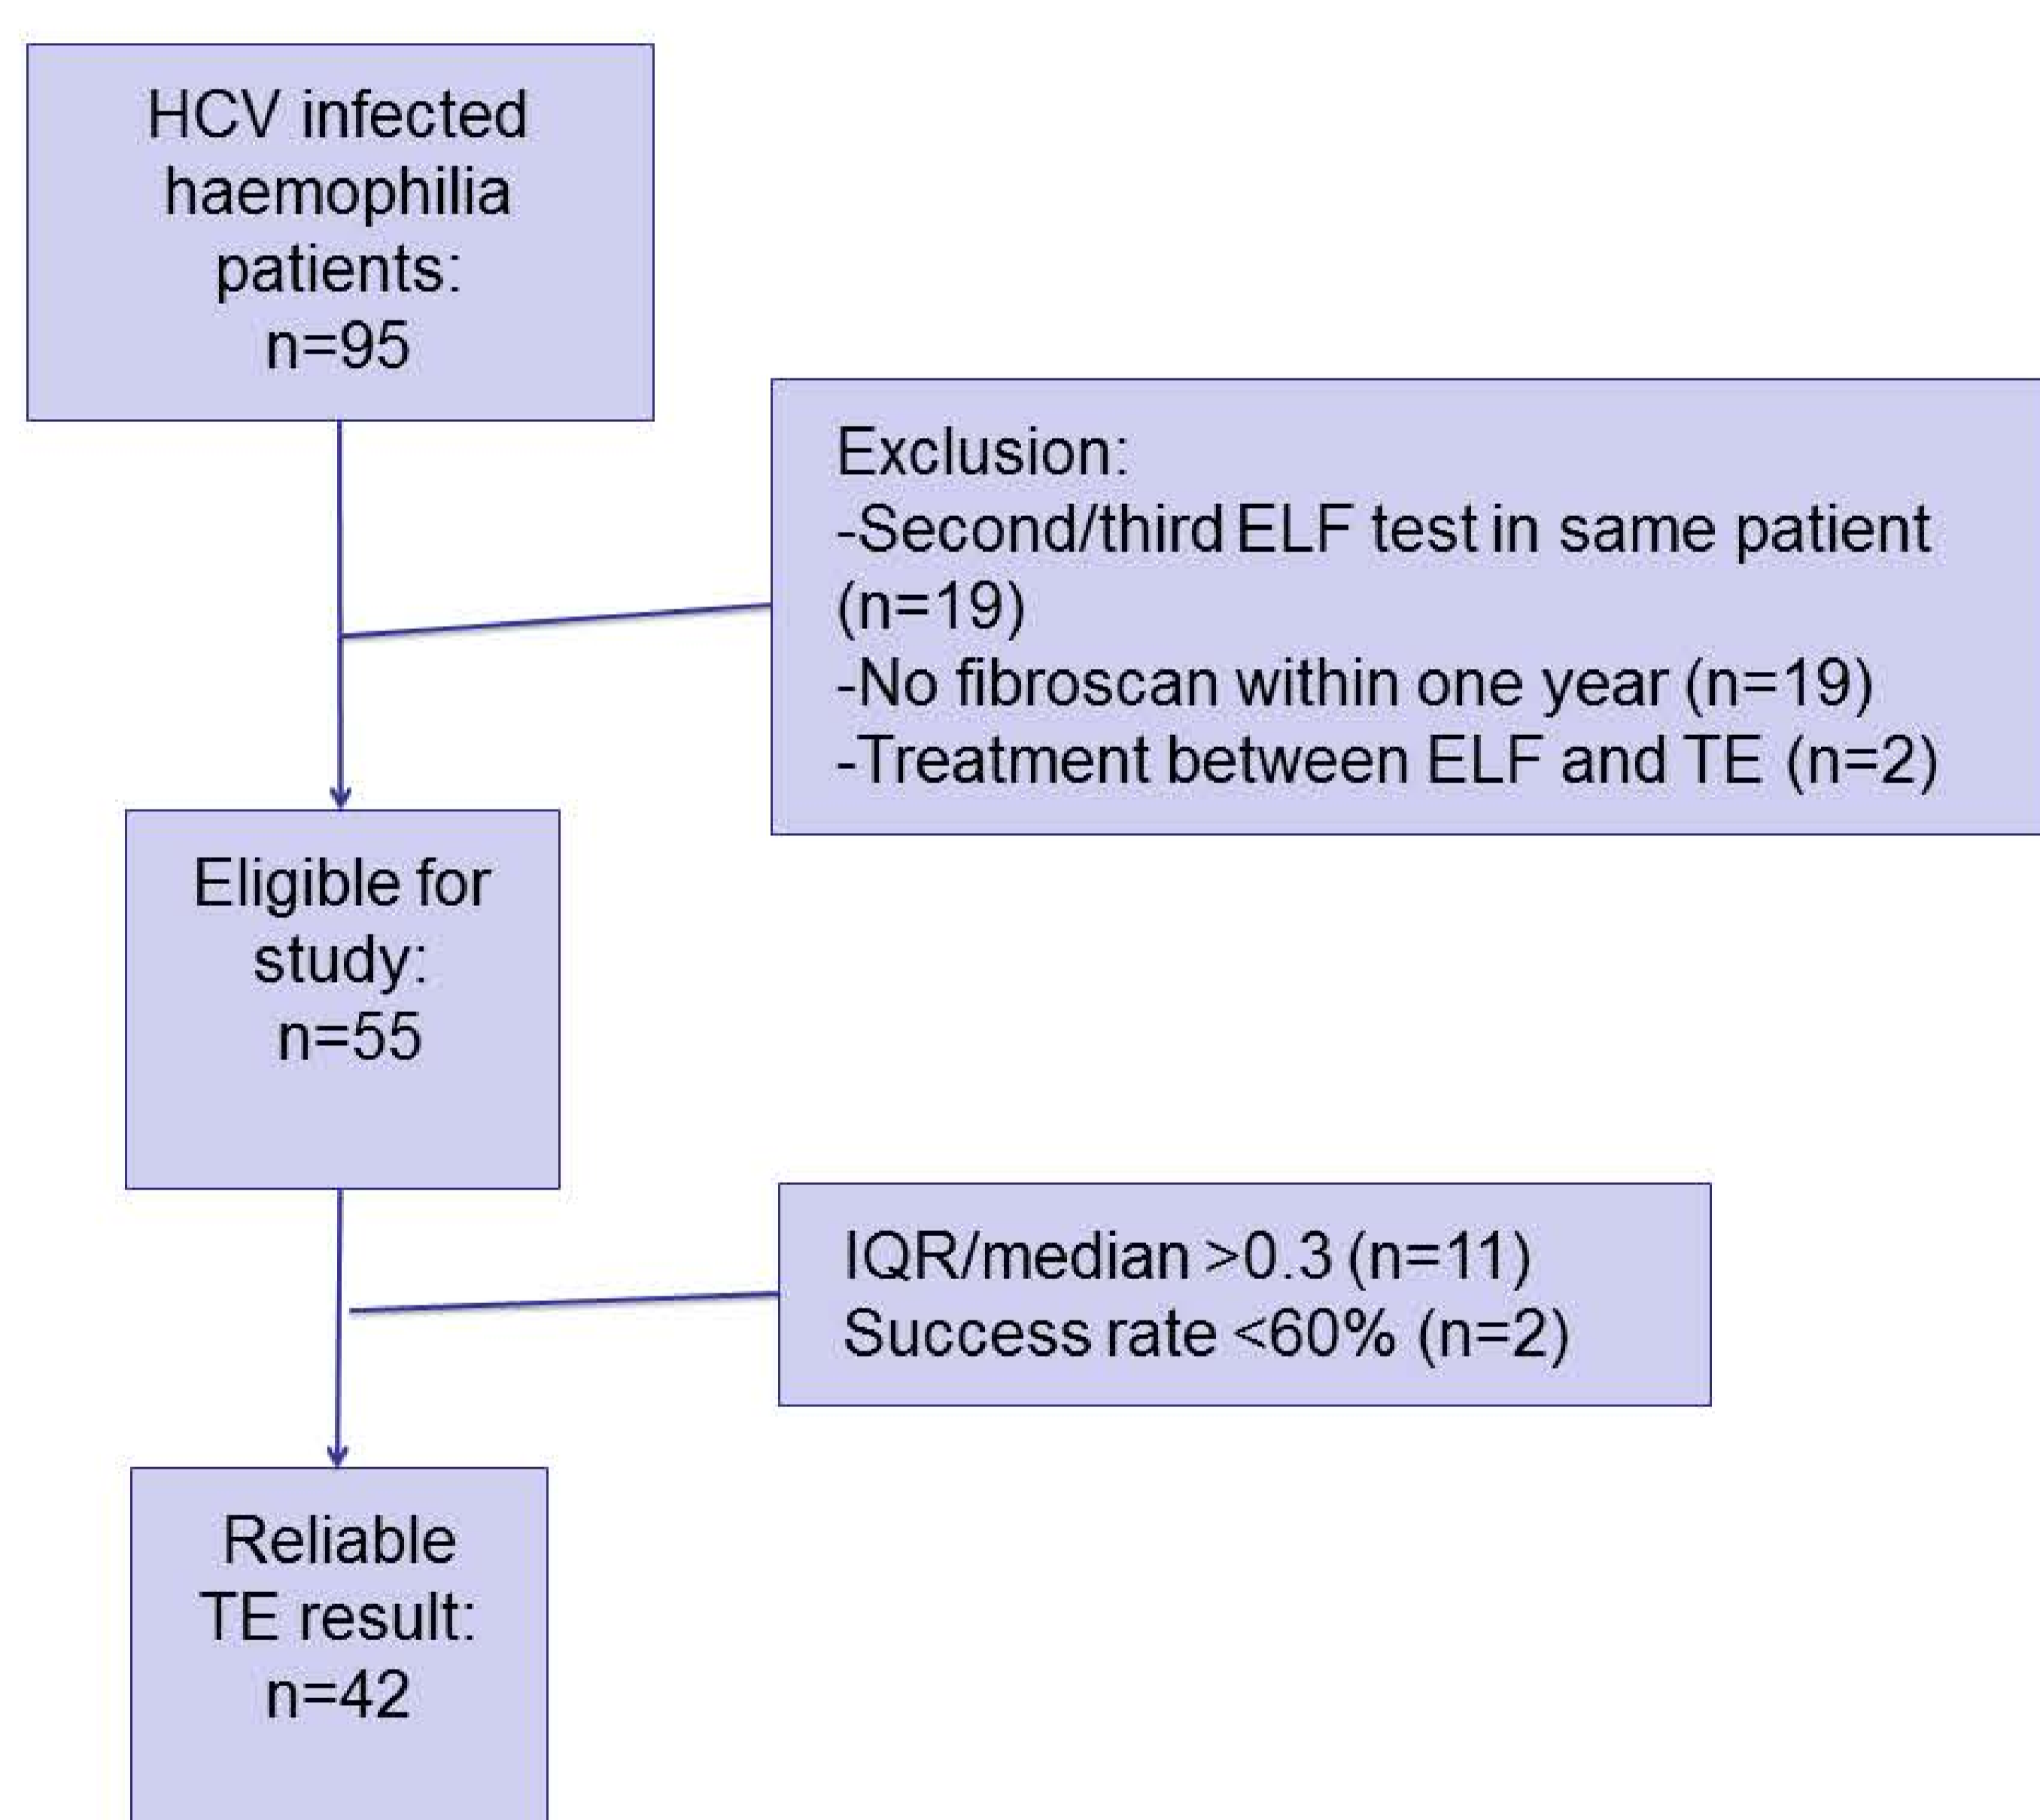 HCV infected
haemophilia
patients:
n=95
Exclusion:
-Second/third ELF test in same patient
(n=19)
-No fibroscan within one year (n=19)
-Treatment between ELF and TE (n=2)
Eligible for
study:
n=55
IQR/median >0.3 (n=11)
Success rate <60% (n=2)
Reliable
TE result:
n=42